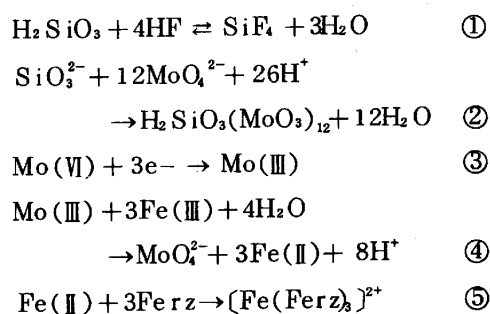 H₂SiO₃+4HF ⇌ SiF₄+3H₂O ①
SiO₃²⁻+12MoO₄²⁻+26H⁺
→H₂SiO₃(MoO₃)₁₂+12H₂O ②
Mo(Ⅵ)+3e- → Mo(Ⅲ) ③
Mo(Ⅲ)+3Fe(Ⅲ)+4H₂O
→MoO₄²⁻+3Fe(Ⅱ)+8H⁺ ④
Fe(Ⅱ)+3Ferz→〔Fe(Ferz)₃〕²⁺ ⑤